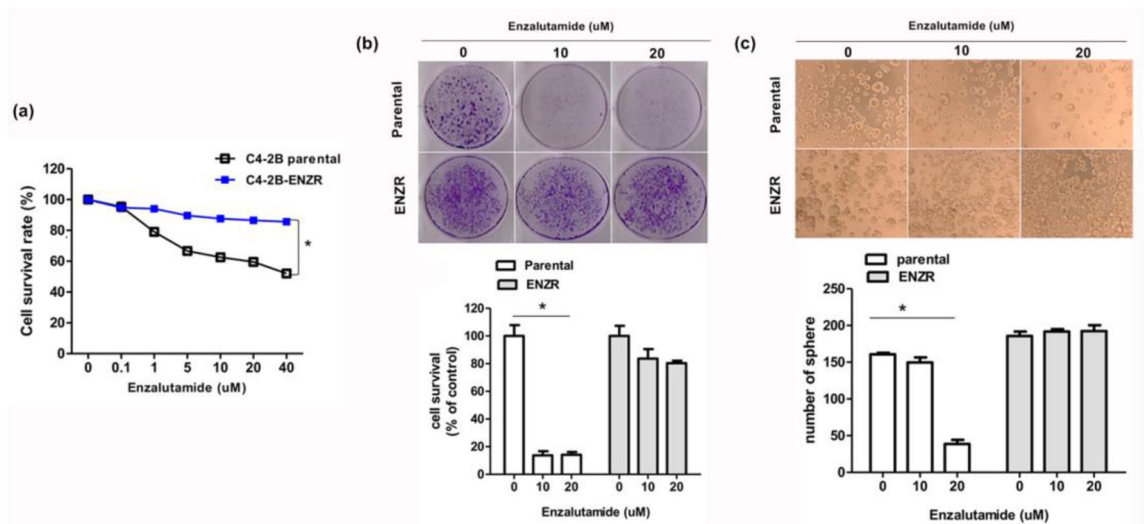 (a)
C4-2B parental
C4-2B-ENZR
120
100
80
60
40
20
0
Cell survival rate (%)
*
0 0.1 1 5 10 20 40
Enzalutamide (uM)
(b)
Enzalutamide (uM)
0 10 20
Parental
ENZR
Parental
ENZR
120
100
80
60
40
20
0
cell survival
(% of control)
*
0 10 20 0 10 20
Enzalutamide (uM)
(c)
Enzalutamide (uM)
0 10 20
Parental
ENZR
parental
ENZR
250
200
150
100
50
0
number of sphere
*
0 10 20 0 10 20
Enzalutamide (uM)